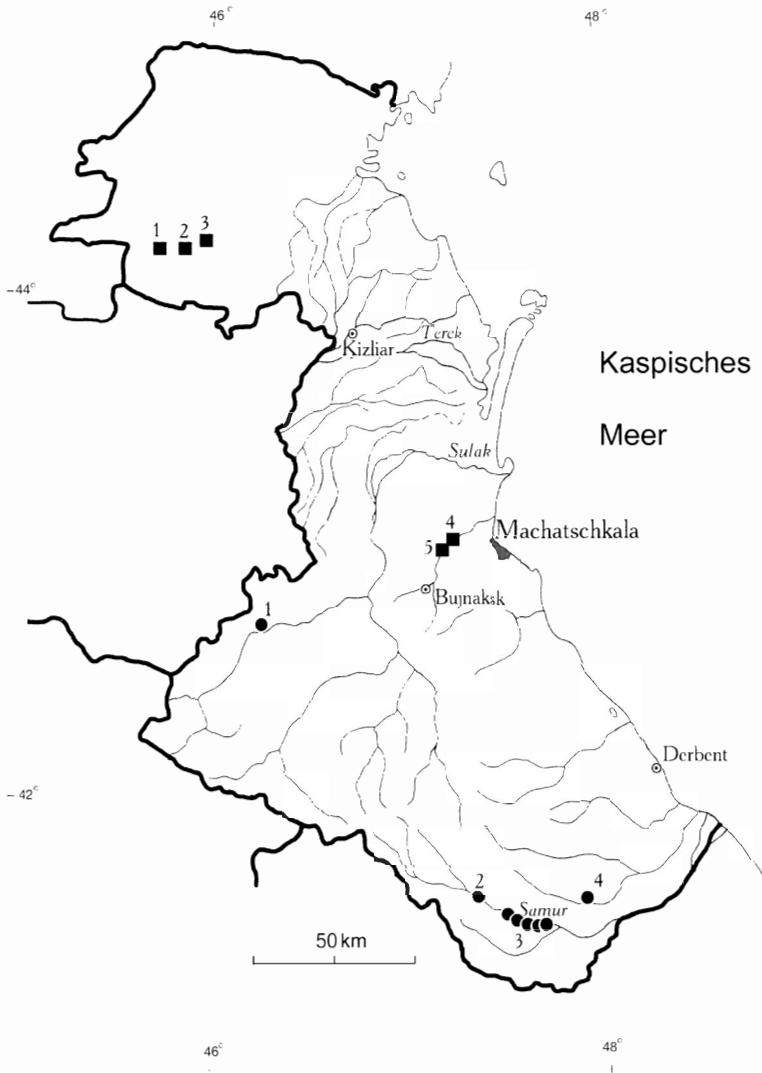 46°
48°
1 2 3
-44°
Kizliar
Terek
Kaspisches
Meer
Sulak
4
Machatschkala
5
Bujnaksk
1
Derbent
-42°
2
4
Samur
3
50 km
46°
48°